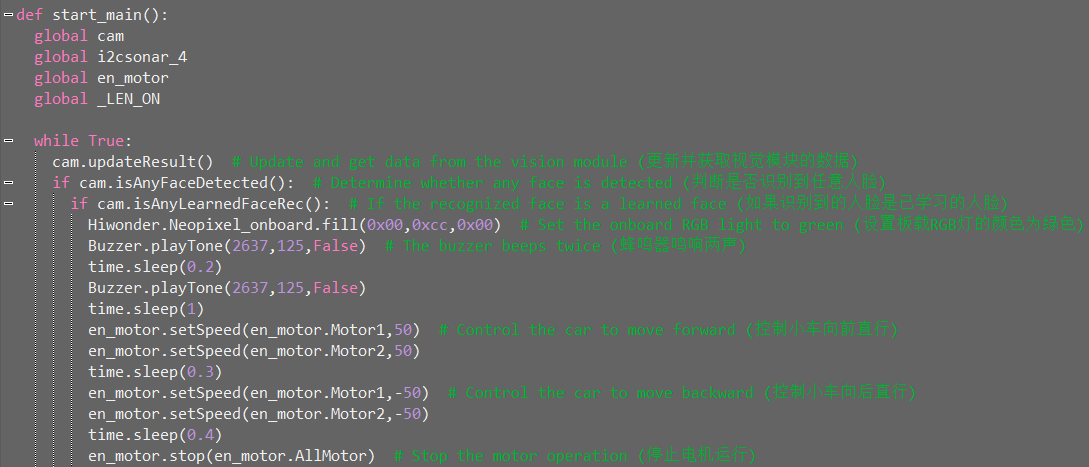 def start_main():
global cam
global i2csonar_4
global en_motor
global _LEN_ON
while True:
cam.updateResult() # Update and get data from the vision module (更新并获取视觉模块的数据)
if cam.isAnyFaceDetected(): # Determine whether any face is detected (判断是否识别到任意人脸)
if cam.isAnyLearnedFaceRec(): # If the recognized face is a learned face (如果识别到的人脸是已学习的人脸)
Hiwonder.Neopixel_onboard.fill(0x00,0xcc,0x00) # Set the onboard RGB light to green (设置板载RGB灯的颜色为绿色)
Buzzer.playTone(2637,125,False) # The buzzer beeps twice (蜂鸣器鸣响两声)
time.sleep(0.2)
Buzzer.playTone(2637,125,False)
time.sleep(1)
en_motor.setSpeed(en_motor.Motor1,50) # Control the car to move forward (控制小车向前直行)
en_motor.setSpeed(en_motor.Motor2,50)
time.sleep(0.3)
en_motor.setSpeed(en_motor.Motor1,-50) # Control the car to move backward (控制小车向后直行)
en_motor.setSpeed(en_motor.Motor2,-50)
time.sleep(0.4)
en_motor.stop(en_motor.AllMotor) # Stop the motor operation (停止电机运行)